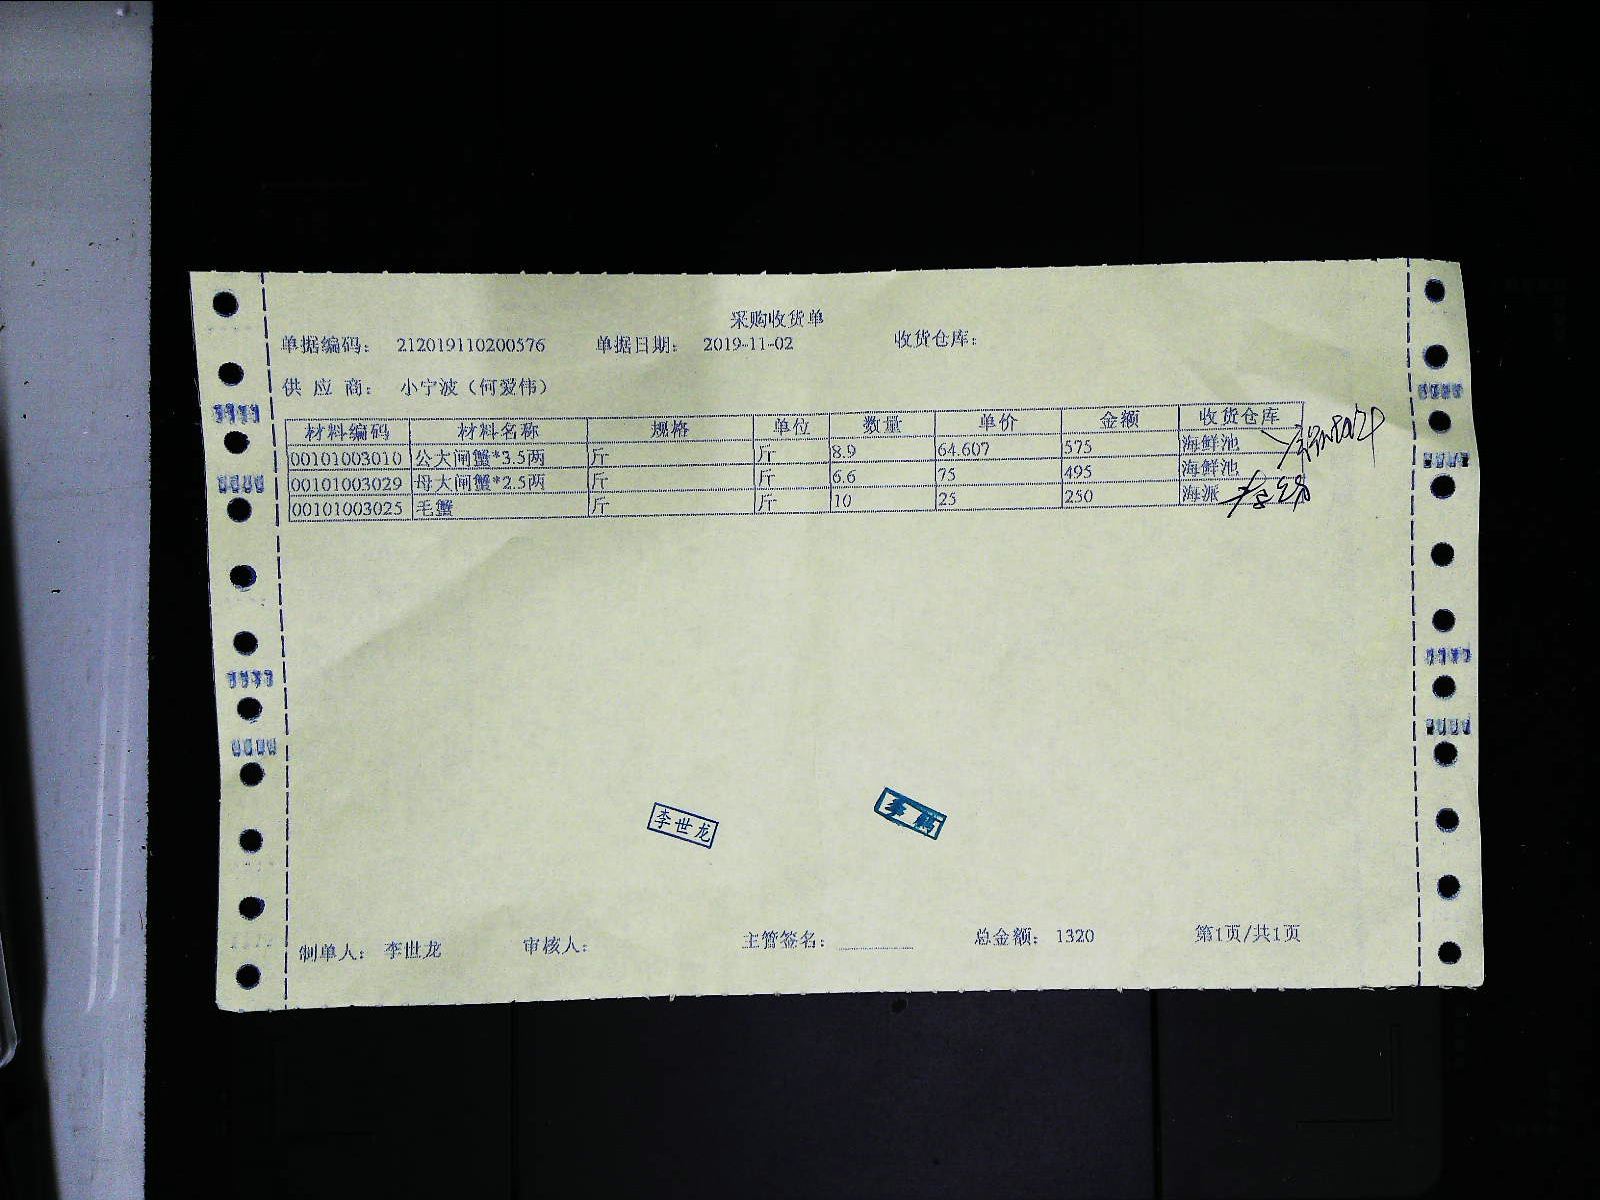 采购收货单
单据编码： 212019110200576 单据日期： 2019-11-02 收货仓库：
供 应 商： 小宁波（何爱伟）
材料编码 材料名称 规格 单位 数量 单价 金额 收货仓库
00101003010 公大闸蟹*3.5两 斤 斤 8.9 64.607 575 海鲜池
00101003029 母大闸蟹*2.5两 斤 斤 6.6 75 495 海鲜池
00101003025 毛蟹 斤 斤 10 25 250 海派
李世龙
制单人： 李世龙 审核人： 主管签名： 总金额： 1320 第1页/共1页